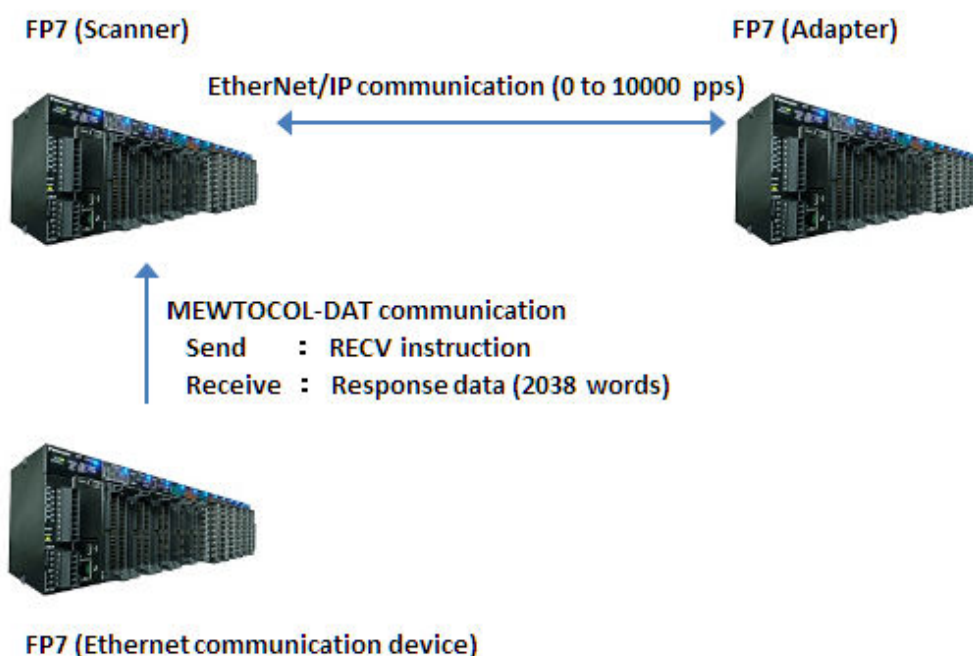 FP7 (Scanner)
FP7 (Adapter)
EtherNet/IP communication (0 to 10000 pps)
MEWTOCOL-DAT communication
Send : RECV instruction
Receive : Response data (2038 words)
FP7 (Ethernet communication device)